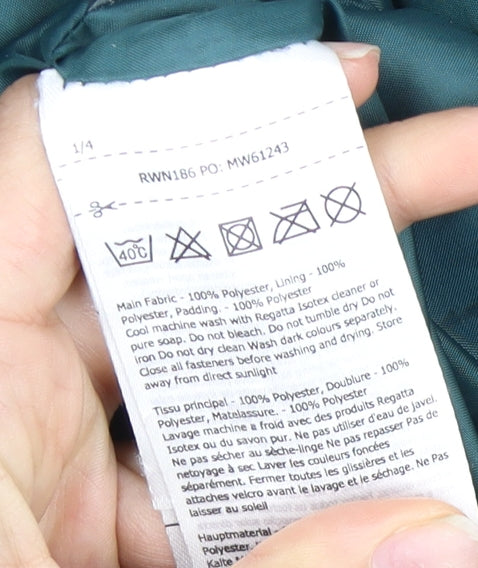 1/4
RWN186 PO: MW61243
40°C
Main Fabric - 100% Polyester, Lining - 100%
Polyester, Padding. - 100% Polyester
Cool machine wash with Regatta Isotex cleaner or
pure soap. Do not bleach. Do not tumble dry Do not
iron Do not dry clean Wash dark colours separately,
Close all fasteners before washing and drying. Store
away from direct sunlight
Tissu principal - 100% Polyester, Doublure - 100%
Polyester, Matelassure. - 100% Polyester
Lavage machine a froid avec des produits Regatta
Isotex ou du savon pur. Ne pas utiliser d'eau de javel.
Ne pas sécher au sèche-linge Ne pas repasser Pas de
nettoyage à sec Laver les couleurs foncées
séparément. Fermer toutes les glissières et les
attaches velcro avant le lavage et le séchage. Ne Pas
laisser au soleil
Hauptmaterial -
Polyester,
Kalte